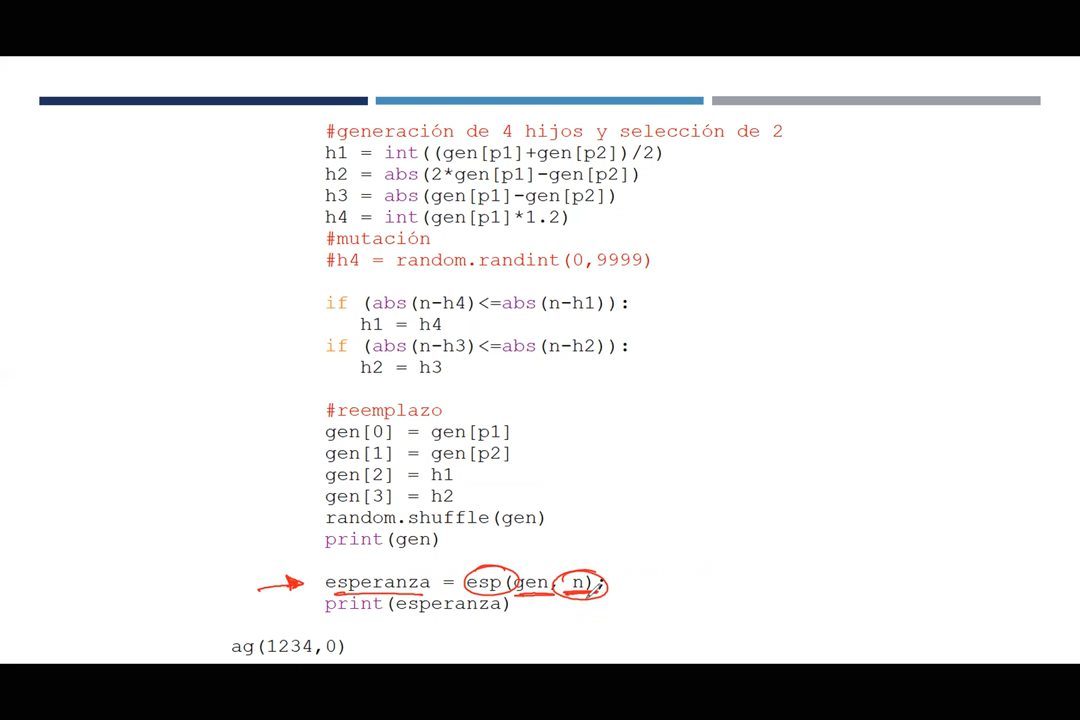 #generación de 4 hijos y selección de 2
h1 = int((gen[p1]+gen[p2])/2)
h2 = abs(2*gen[p1]-gen[p2])
h3 = abs(gen[p1]-gen[p2])
h4 = int(gen[p1]*1.2)
#mutación
#h4 = random.randint(0,9999)
if (abs(n-h4)<=abs(n-h1)):
h1 = h4
if (abs(n-h3)<=abs(n-h2)):
h2 = h3
#reemplazo
gen[0] = gen[p1]
gen[1] = gen[p2]
gen[2] = h1
gen[3] = h2
random.shuffle(gen)
print(gen)
esperanza = esp(gen, n);
print(esperanza)
ag(1234,0)